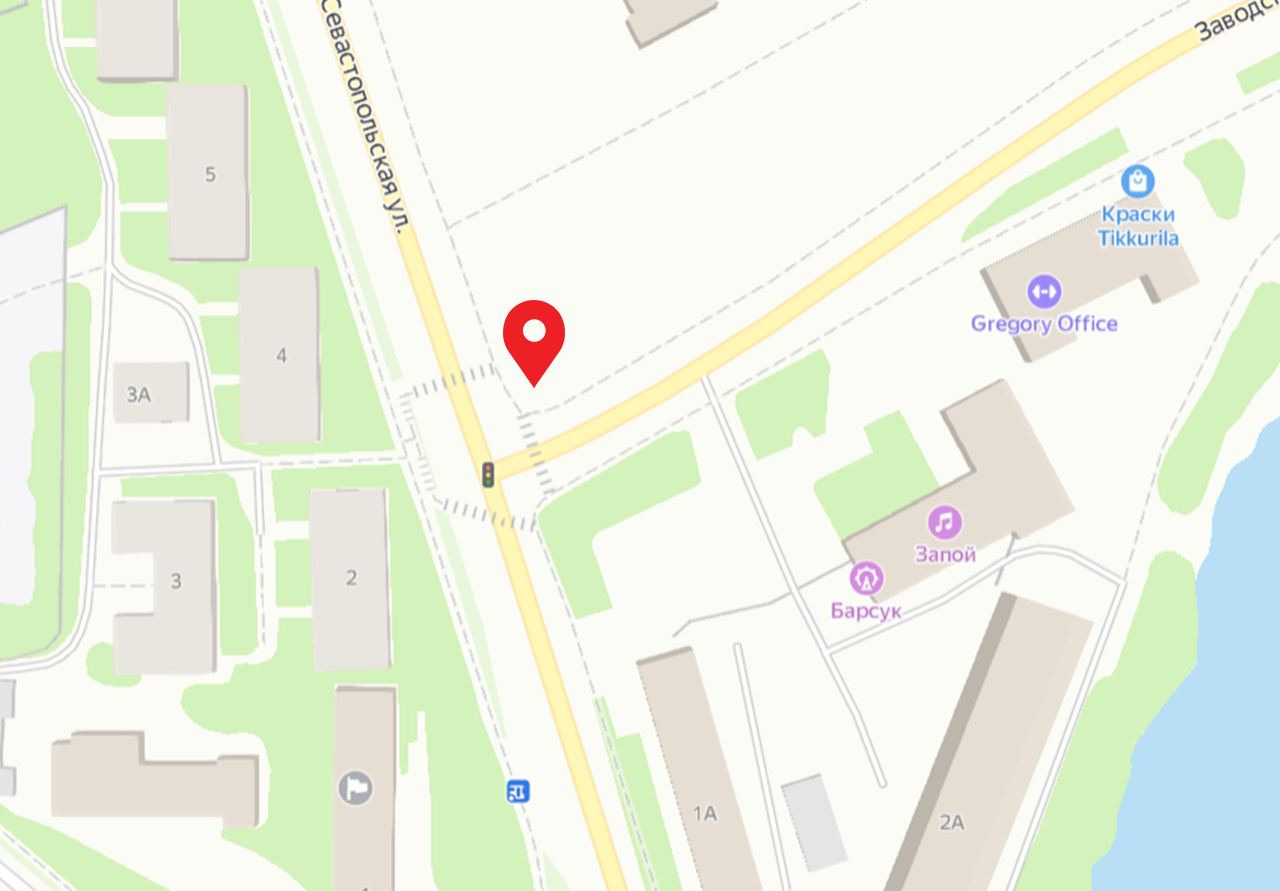 Севастопольская ул.
Заводс
5
Краски
Tikkurila
Gregory Office
4
3А
Запой
3
2
Барсук
1А
2А